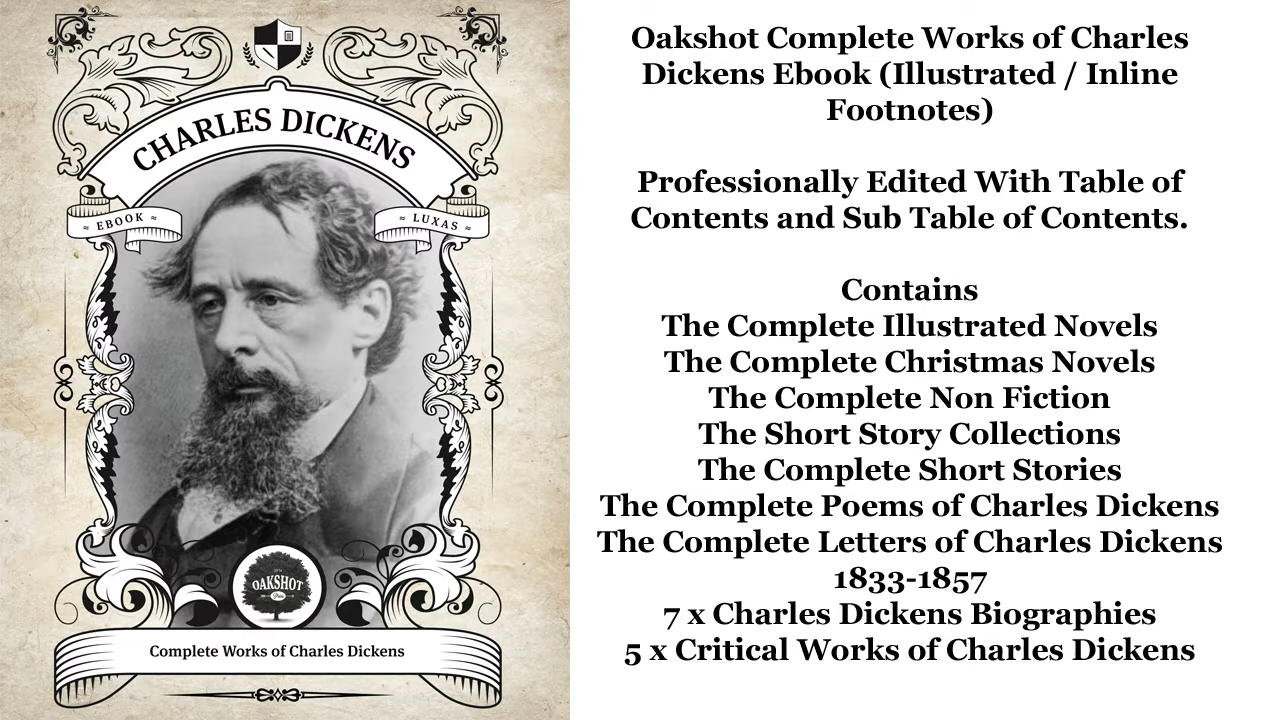 CHARLES DICKENS
≈ EBOOK ≈
≈ LUXAS ≈
OAKSHOT
Press
Complete Works of Charles Dickens
Oakshot Complete Works of Charles
Dickens Ebook (Illustrated / Inline
Footnotes)
Professionally Edited With Table of
Contents and Sub Table of Contents.
Contains
The Complete Illustrated Novels
The Complete Christmas Novels
The Complete Non Fiction
The Short Story Collections
The Complete Short Stories
The Complete Poems of Charles Dickens
The Complete Letters of Charles Dickens
1833-1857
7 x Charles Dickens Biographies
5 x Critical Works of Charles Dickens